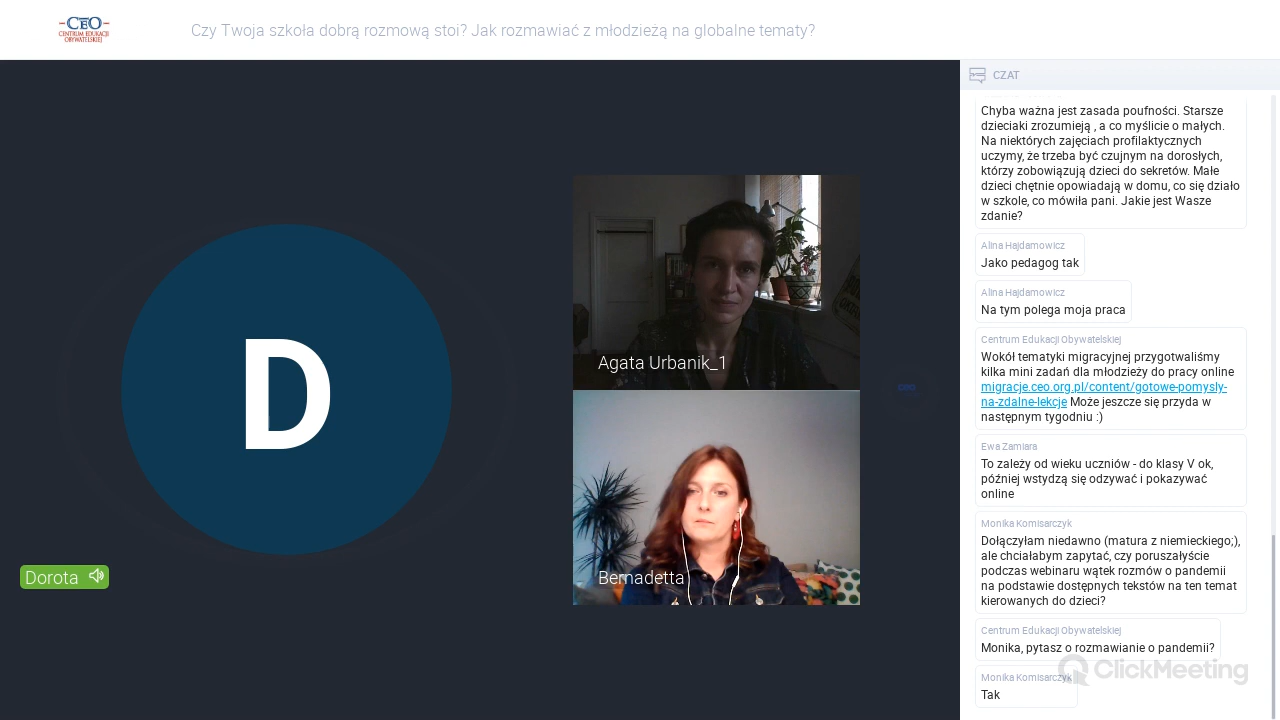 CEO
CENTRUM EDUKACJI
OBYWATELSKIEJ
Czy Twoja szkoła dobrą rozmową stoi? Jak rozmawiać z młodzieżą na globalne tematy?
D
Dorota
Agata Urbanik_1
Bernadetta
CZAT
Chyba ważna jest zasada poufności. Starsze
dzieciaki zrozumieją , a co myślicie o małych.
Na niektórych zajęciach profilaktycznych
uczymy, że trzeba być czujnym na dorosłych,
którzy zobowiązują dzieci do sekretów. Małe
dzieci chętnie opowiadają w domu, co się działo
w szkole, co mówiła pani. Jakie jest Wasze
zdanie?
Alina Hajdamowicz
Jako pedagog tak
Alina Hajdamowicz
Na tym polega moja praca
Centrum Edukacji Obywatelskiej
Wokół tematyki migracyjnej przygotwaliśmy
kilka mini zadań dla młodzieży do pracy online
migracje.ceo.org.pl/content/gotowe-pomysly-
na-zdalne-lekcje Może jeszcze się przyda w
następnym tygodniu :)
Ewa Zamiara
To zależy od wieku uczniów - do klasy V ok,
później wstydzą się odzywać i pokazywać
online
Monika Komisarczyk
Dołączyłam niedawno (matura z niemieckiego;),
ale chciałabym zapytać, czy poruszałyście
podczas webinaru wątek rozmów o pandemii
na podstawie dostępnych tekstów na ten temat
kierowanych do dzieci?
Centrum Edukacji Obywatelskiej
Monika, pytasz o rozmawianie o pandemii?
Monika Komisarczyk
Tak
ClickMeeting